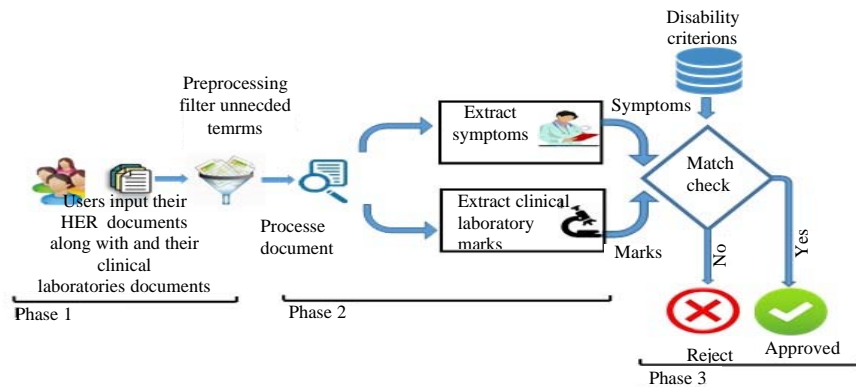 Disability
criterions
Preprocessing
filter unnecded
temrms
Extract
symptoms
Symptoms
Match
check
Users input their
HER documents
along with and their
clinical
laboratories documents
Processe
document
Extract clinical
laboratory
marks
Marks
No
Yes
Phase 1
Phase 2
Reject
Approved
Phase 3